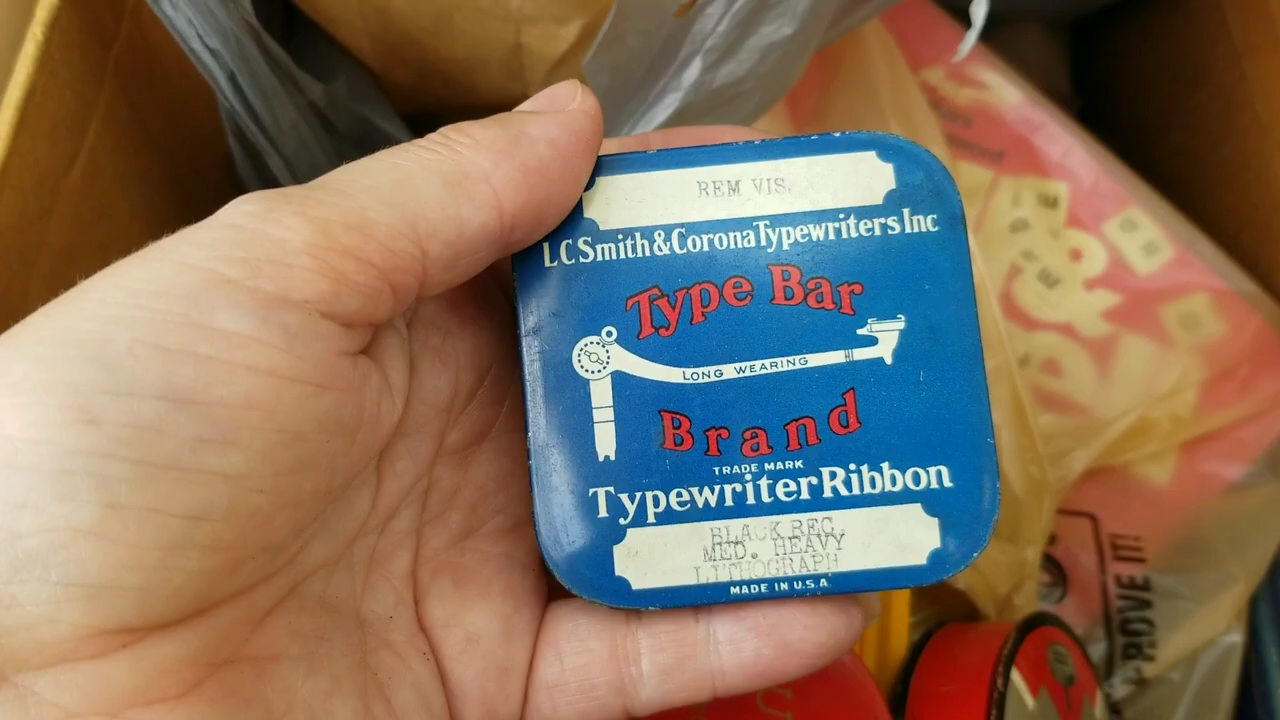 REM VIS.
LC Smith & Corona Typewriters Inc
Type Bar
LONG WEARING
Brand
TRADE MARK
Typewriter Ribbon
BLACK REC.
MED. HEAVY
LITHOGRAPH
MADE IN U.S.A.
ROVE IT!